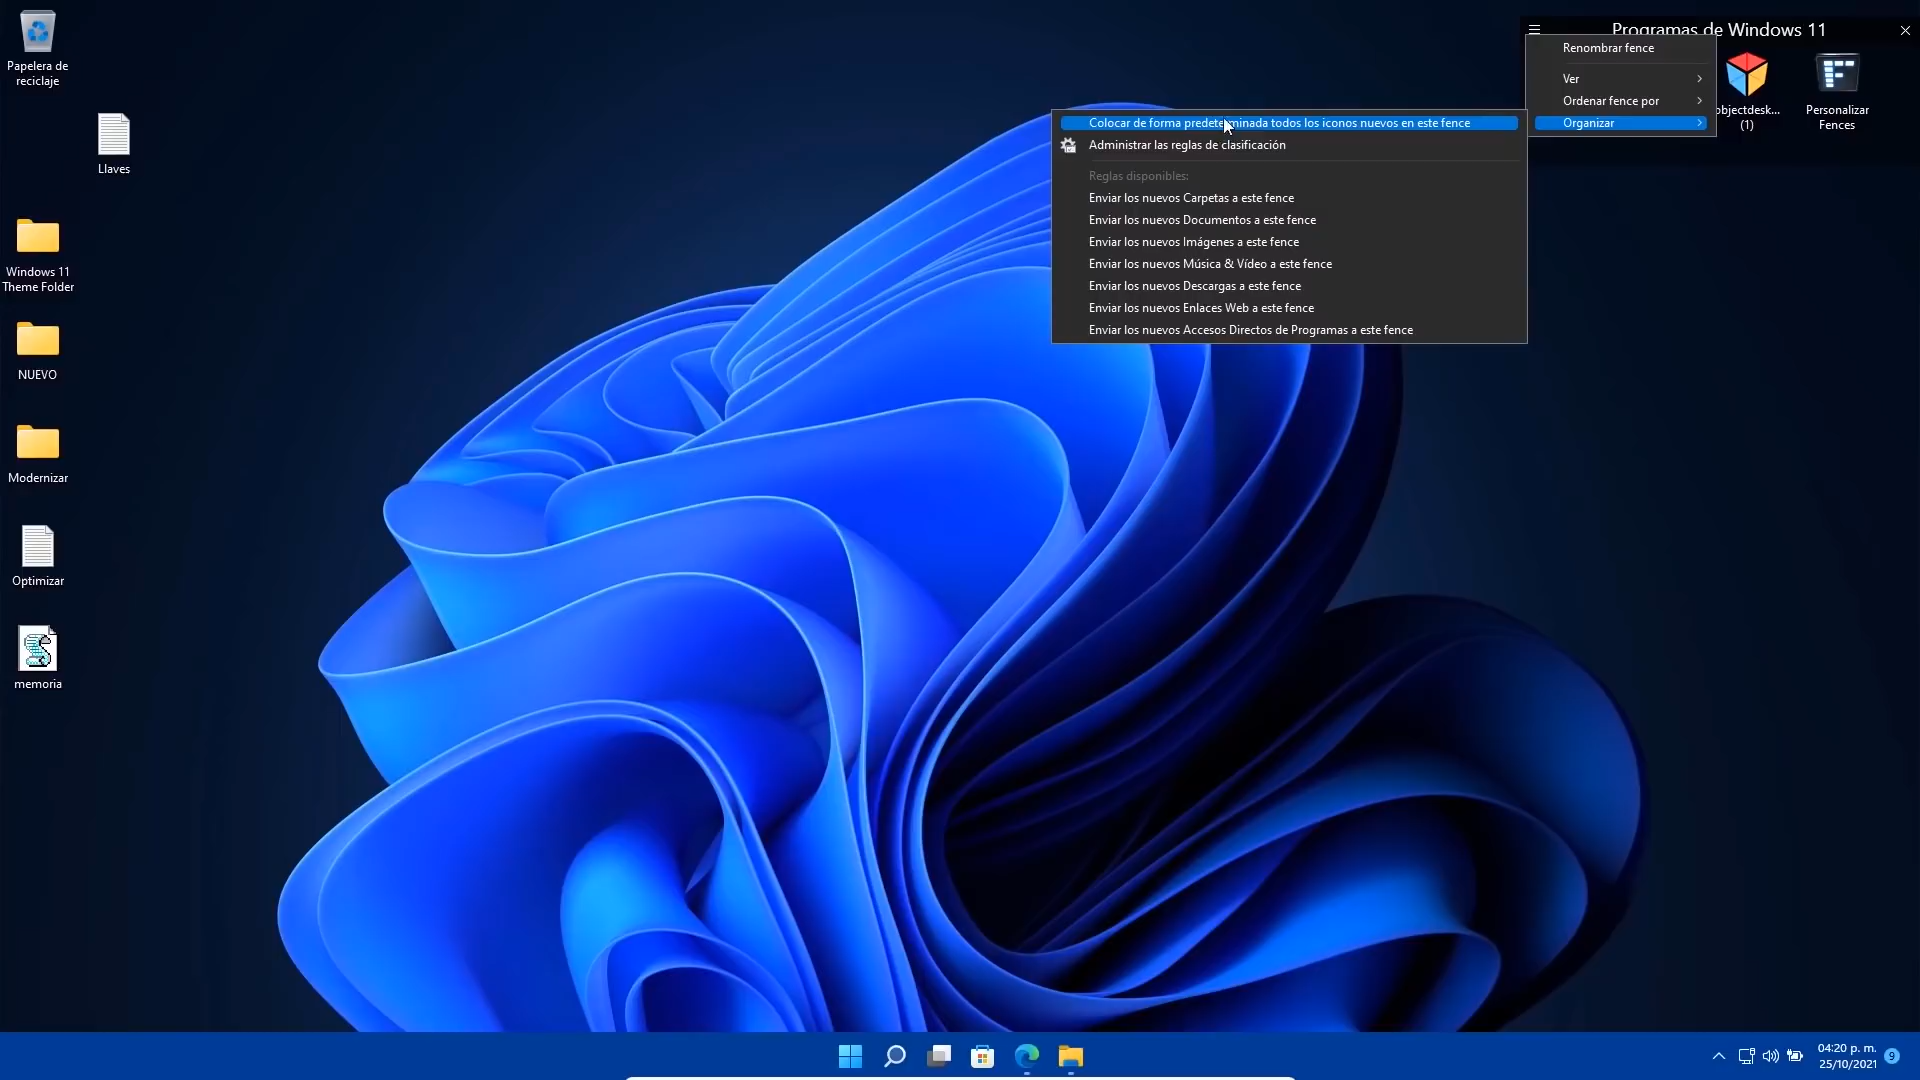 Papelera de
reciclaje
Llaves
Windows 11
Theme Folder
NUEVO
Modernizar
Optimizar
memoria
Programas de Windows 11
Renombrar fence
Ver
Ordenar fence por
Organizar
objectdesk...
(1)
Personalizar
Fences
Colocar de forma predeterminada todos los iconos nuevos en este fence
Administrar las reglas de clasificación
Reglas disponibles:
Enviar los nuevos Carpetas a este fence
Enviar los nuevos Documentos a este fence
Enviar los nuevos Imágenes a este fence
Enviar los nuevos Música & Vídeo a este fence
Enviar los nuevos Descargas a este fence
Enviar los nuevos Enlaces Web a este fence
Enviar los nuevos Accesos Directos de Programas a este fence
04:20 p. m.
25/10/2021
9